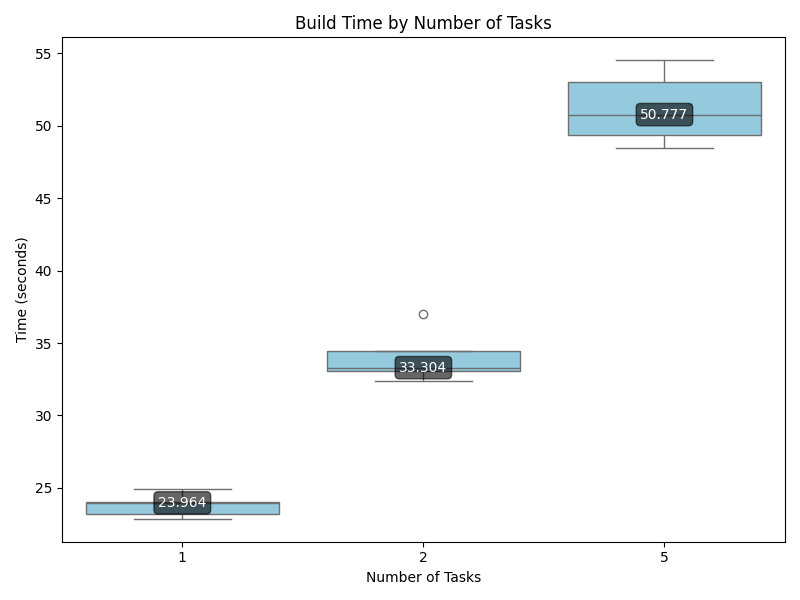 Build Time by Number of Tasks
55
50
45
40
35
30
25
Time (seconds)
50.777
33.304
23.964
1 2 5
Number of Tasks